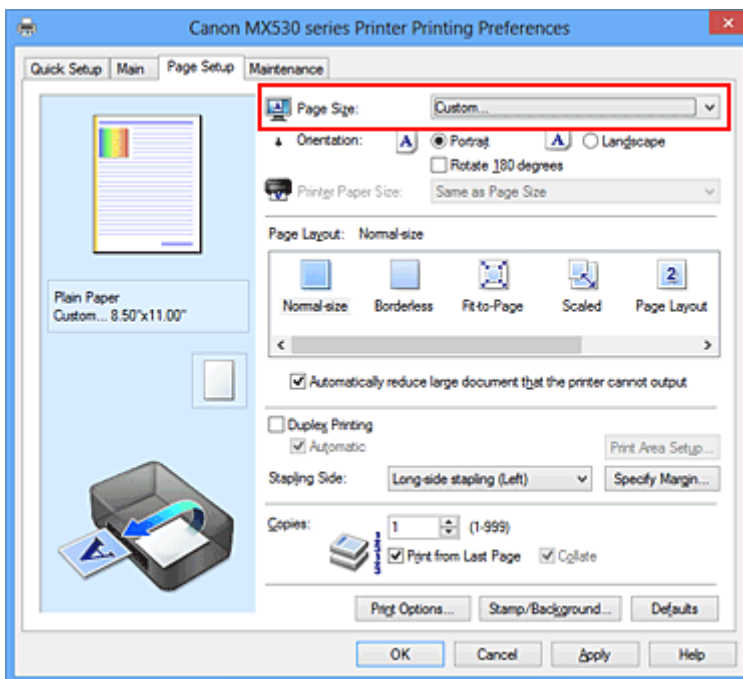 Canon MX530 series Printer Printing Preferences
Quick Setup Main Page Setup Maintenance
Page Size: Custom...
Orientation: A Portrait A Landscape
Rotate 180 degrees
Printer Paper Size: Same as Page Size
Page Layout: Normal-size
2
Normal-size Borderless Fit-to-Page Scaled Page Layout
Plain Paper
Custom... 8.50"x11.00"
Automatically reduce large document that the printer cannot output
Duplex Printing
Automatic
Print Area Setup...
Stapling Side: Long-side stapling (Left) Specify Margin...
Copies: 1 (1-999)
Print from Last Page Collate
A
Print Options... Stamp/Background... Defaults
OK Cancel Apply Help